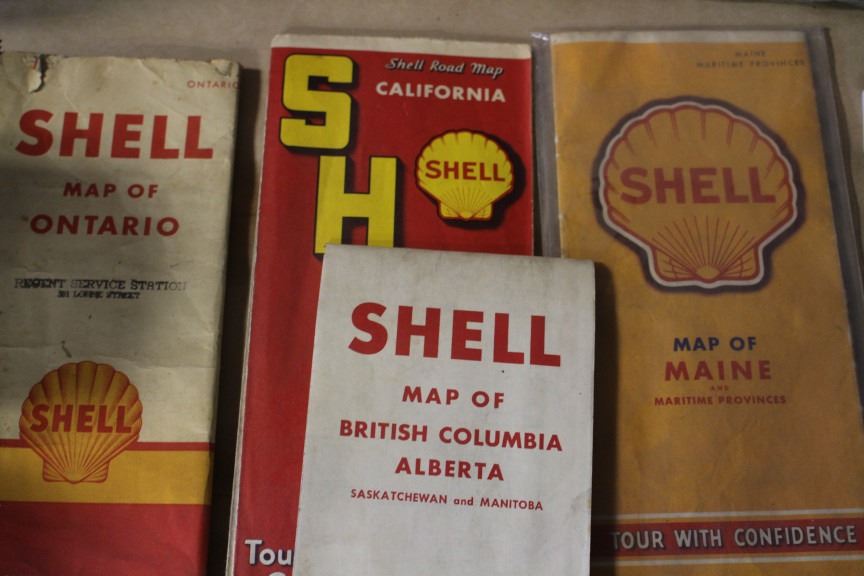 ONTARIO
SHELL
MAP OF
ONTARIO
REGENT SERVICE STATION
SHELL
Shell Road Map
CALIFORNIA
S
H
SHELL
Tou
SHELL
MAP OF
BRITISH COLUMBIA
ALBERTA
SASKATCHEWAN and MANITOBA
MAINE
MARITIME PROVINCES
SHELL
MAP OF
MAINE
AND
MARITIME PROVINCES
TOUR WITH CONFIDENCE